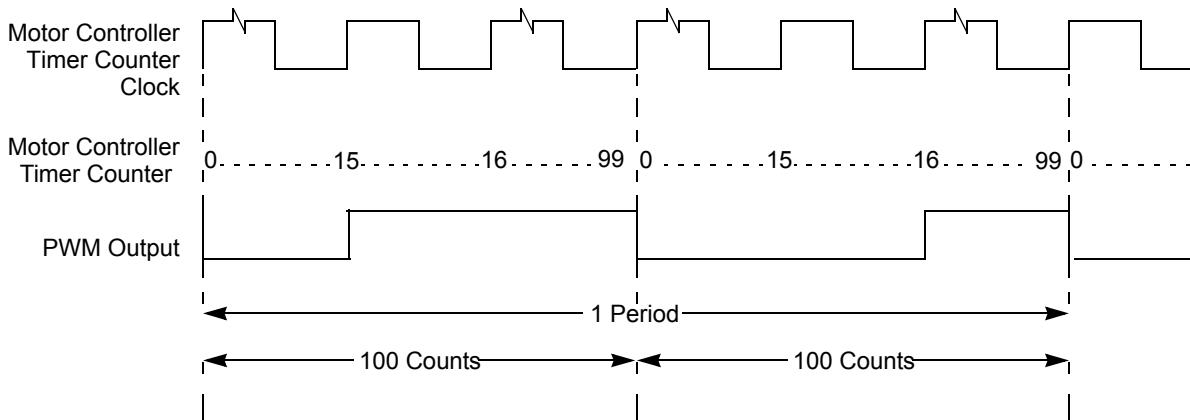 Motor Controller
Timer Counter
Clock
Motor Controller
Timer Counter
0 15 16 99 0 15 16 99 0
PWM Output
1 Period
100 Counts 100 Counts